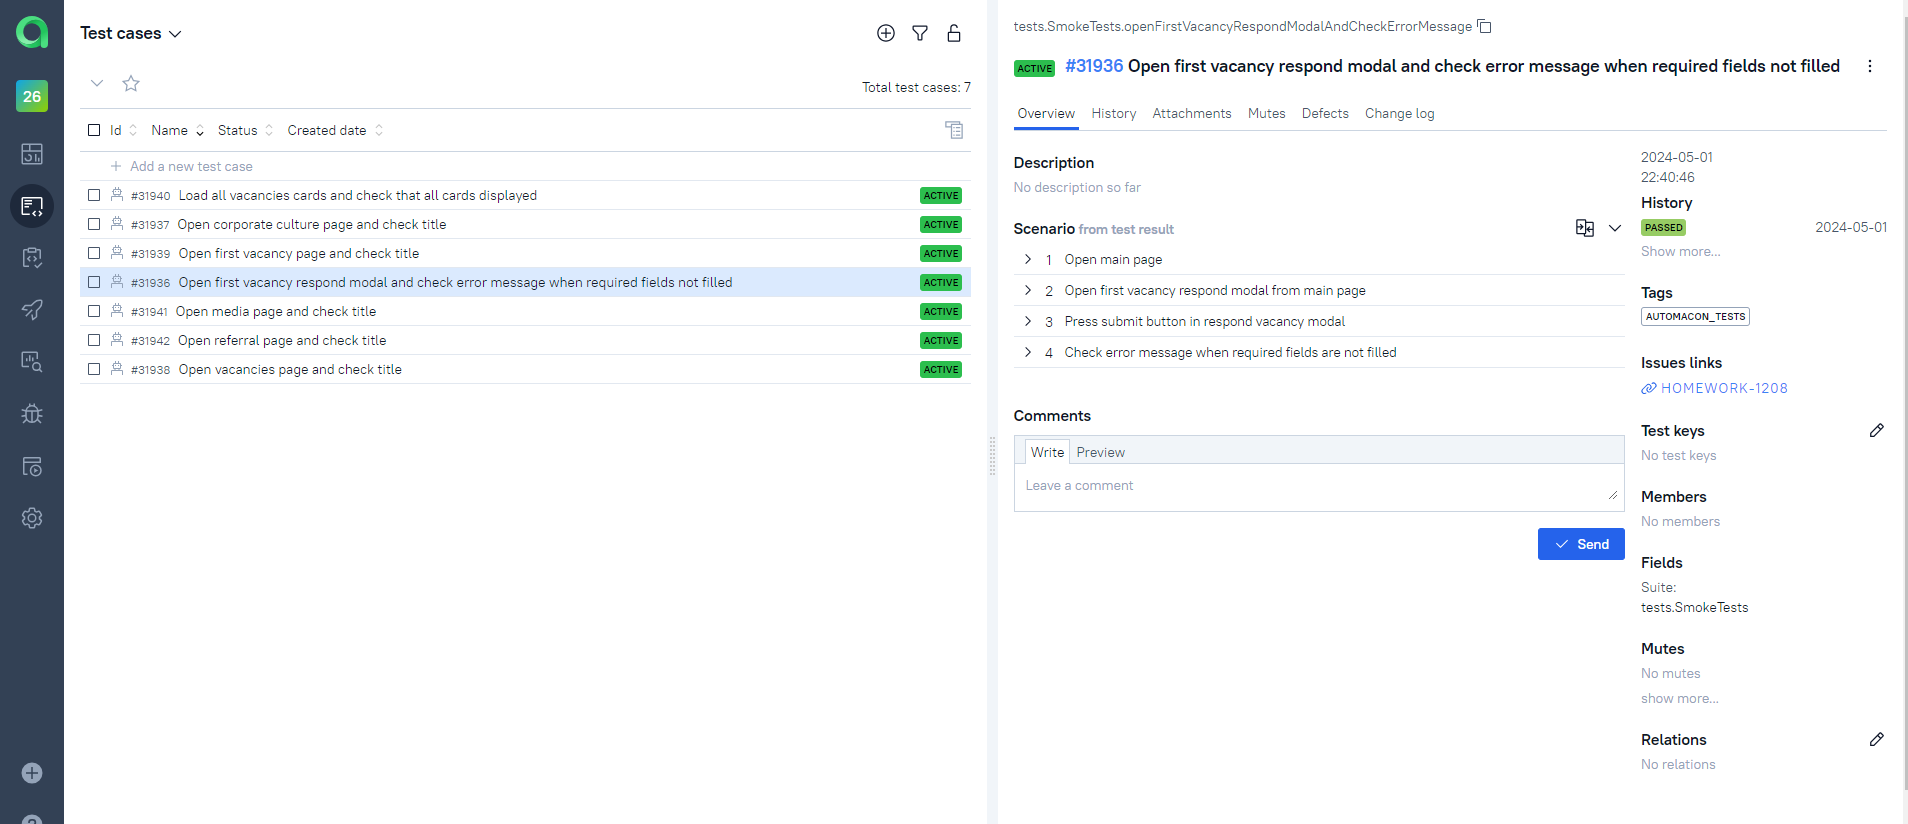 26
Test cases
Total test cases: 7
Id Name Status Created date
Add a new test case
#31940 Load all vacancies cards and check that all cards displayed ACTIVE
#31937 Open corporate culture page and check title ACTIVE
#31939 Open first vacancy page and check title ACTIVE
#31936 Open first vacancy respond modal and check error message when required fields not filled ACTIVE
#31941 Open media page and check title ACTIVE
#31942 Open referral page and check title ACTIVE
#31938 Open vacancies page and check title ACTIVE
tests.SmokeTests.openFirstVacancyRespondModalAndCheckErrorMessage
ACTIVE #31936 Open first vacancy respond modal and check error message when required fields not filled
Overview History Attachments Mutes Defects Change log
Description
No description so far
Scenario from test result
1 Open main page
2 Open first vacancy respond modal from main page
3 Press submit button in respond vacancy modal
4 Check error message when required fields are not filled
Comments
Write Preview
Leave a comment
Send
2024-05-01
22:40:46
History
PASSED 2024-05-01
Show more...
Tags
AUTOMACON_TESTS
Issues links
HOMEWORK-1208
Test keys
No test keys
Members
No members
Fields
Suite:
tests.SmokeTests
Mutes
No mutes
show more...
Relations
No relations